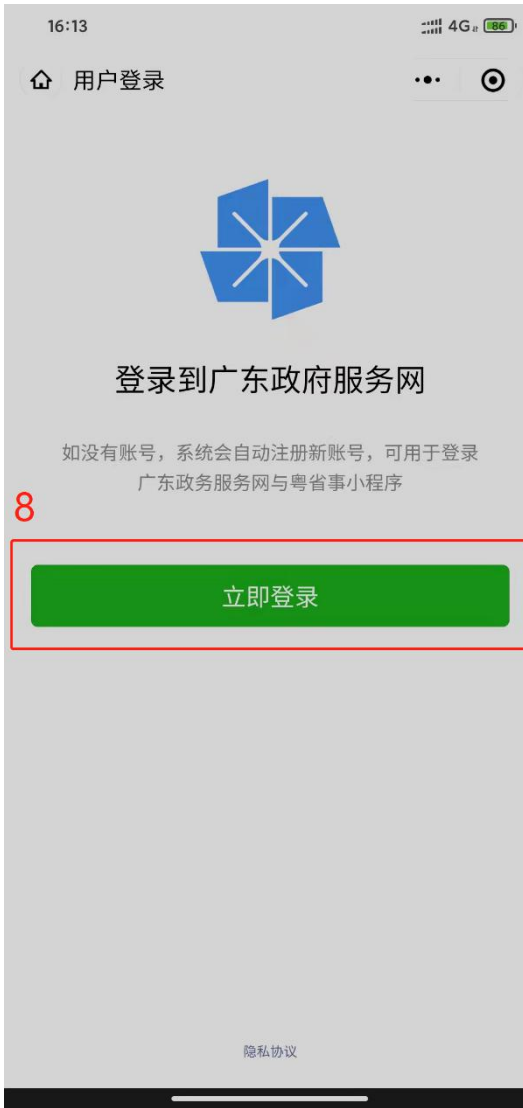 16:13
4G 86
用户登录
登录到广东政府服务网
如没有账号，系统会自动注册新账号，可用于登录
广东政务服务网与粤省事小程序
8
立即登录
隐私协议